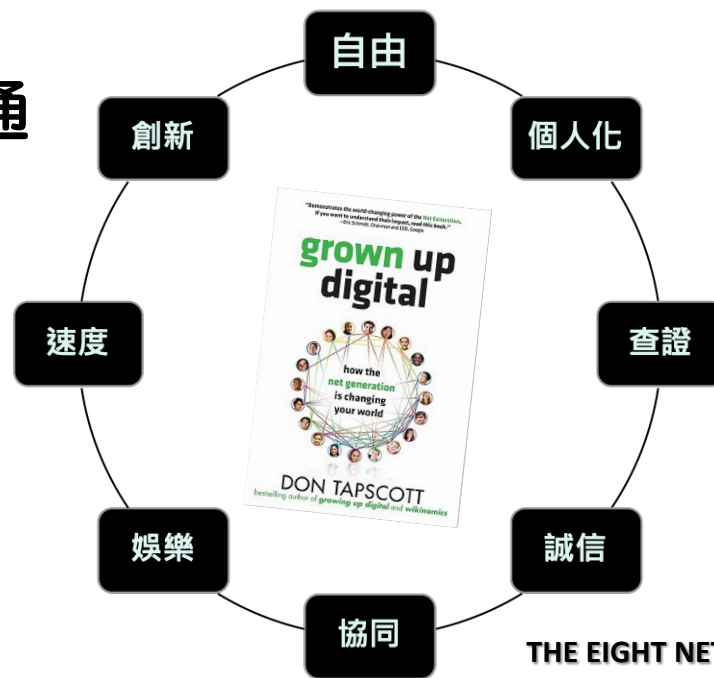 通
自由
創新
個人化
"Demonstrates the world-changing power of the Net Generation.
If you want to understand their impact, read this book."
–Eric Schmidt, Chairman and CEO, Google
grown up
digital
速度
查證
how the
net generation
is changing
your world
DON TAPSCOTT
bestselling author of growing up digital and wikinomics
娛樂
誠信
協同
THE EIGHT NET